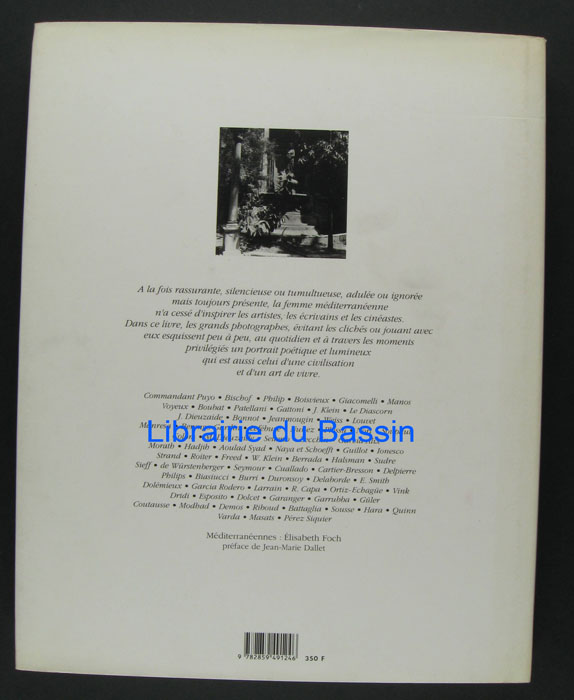 A la fois rassurante, silencieuse ou tumultueuse, adulée ou ignorée
mais toujours présente, la femme méditerranéenne
n'a cessé d'inspirer les artistes, les écrivains et les cinéastes.
Dans ce livre, les grands photographes, évitant les clichés ou jouant avec
eux esquissent peu à peu, au quotidien et à travers les moments
privilégiés un portrait poétique et lumineux
qui est aussi celui d'une civilisation
et d'un art de vivre.
Commandant Puyo • Bischof • Philip • Boisvieux • Giacomelli • Manos
Voyeux • Boubat • Patellani • Gattoni • J. Klein • Le Diascorn
J. Dieuzaide • Bonnot • Jeanmougin • Weiss • Louvet
Librairie du Bassin
Morath • Hadjih • Aoulad Syad • Naya et Schoefft • Guillot • Ionesco
Strand • Roiter • Freed • W. Klein • Berrada • Halsman • Sudre
Sieff • de Würstenberger • Seymour • Cuallado • Cartier-Bresson • Delpierre
Philips • Biasiucci • Burri • Duronsoy • Delaborde • E. Smith
Dolémieux • Garcia Rodero • Larrain • R. Capa • Ortiz-Echagüe • Vink
Dridi • Esposito • Dolcet • Garanger • Garrubba • Güler
Coutausse • Modhad • Demos • Riboud • Battaglia • Sousse • Hara • Quinn
Varda • Masats • Pérez Siquier
Méditerranéennes : Élisabeth Foch
préface de Jean-Marie Dallet
9 782859 491246 350 F